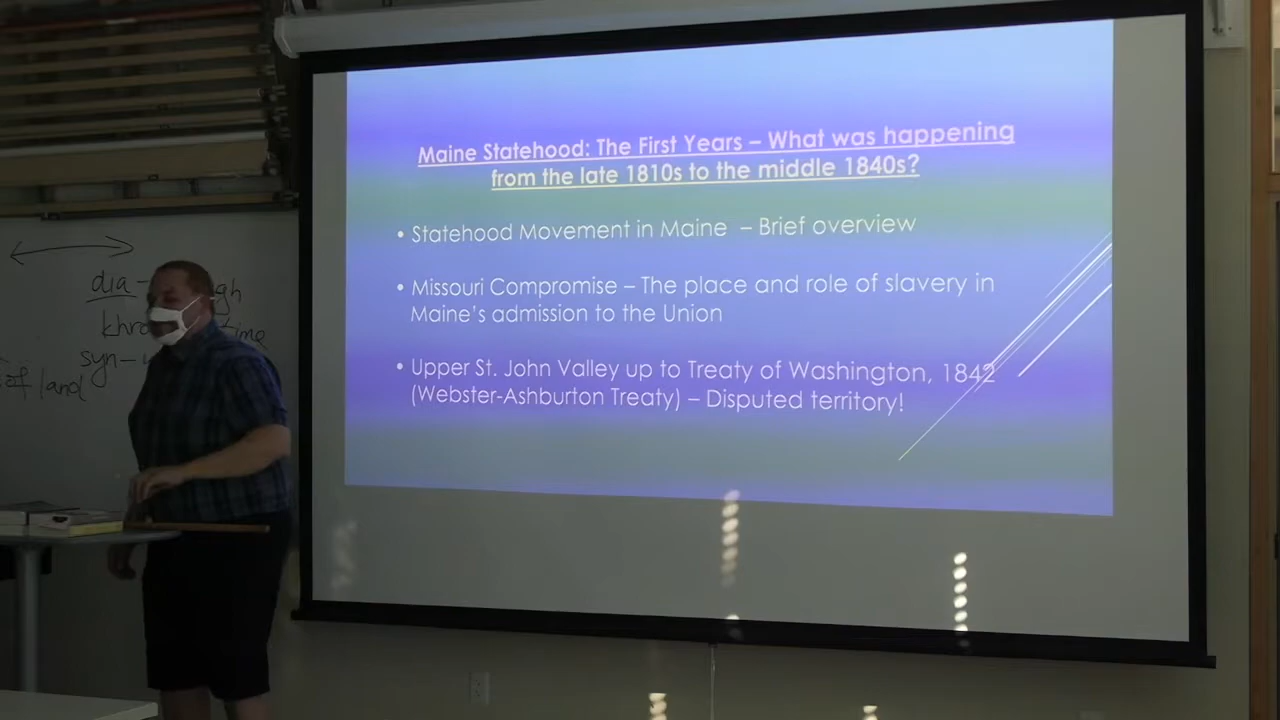 Maine Statehood: The First Years – What was happening
from the late 1810s to the middle 1840s?
• Statehood Movement in Maine – Brief overview
• Missouri Compromise – The place and role of slavery in
Maine's admission to the Union
• Upper St. John Valley up to Treaty of Washington, 1842
(Webster-Ashburton Treaty) – Disputed territory!
dia –
syn –
of land